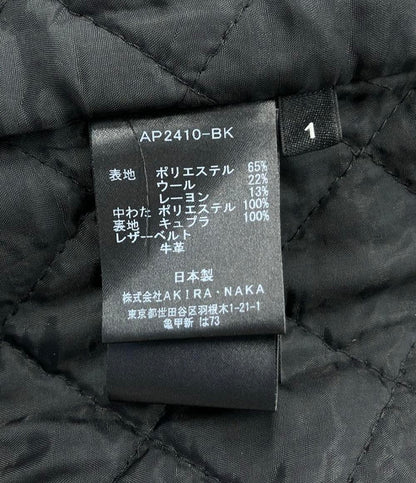 AP2410-BK
1
表地 ポリエステル 65%
ウール 22%
レーヨン 13%
中わた ポリエステル 100%
裏地 キュプラ 100%
レザーベルト
牛革
日本製
株式会社AKIRA・NAKA
東京都世田谷区羽根木1-21-1
亀甲新 は73